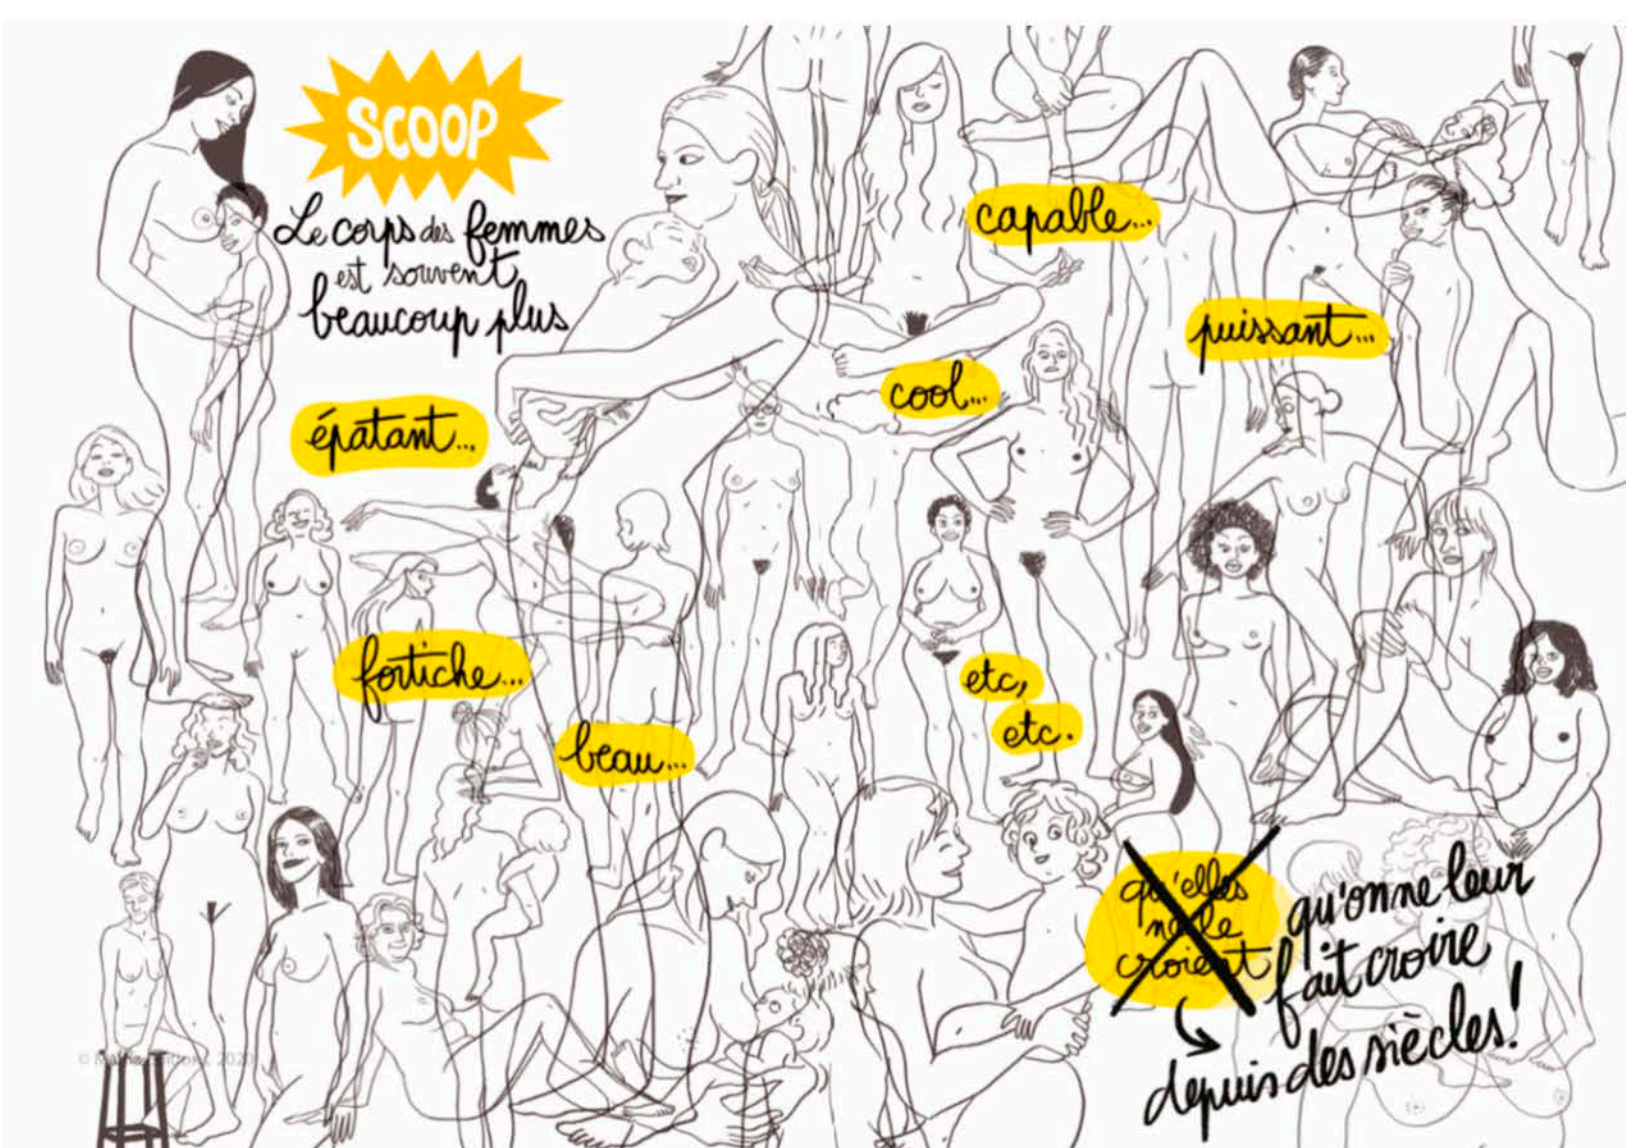 SCOOP
Le corps des femmes
est souvent
beaucoup plus
épatant...
capable...
puissant...
cool...
fortiche...
beau...
etc,
etc.
qu'elles
ne le
croient
qu'on ne leur
fait croire
depuis des siècles!
2020